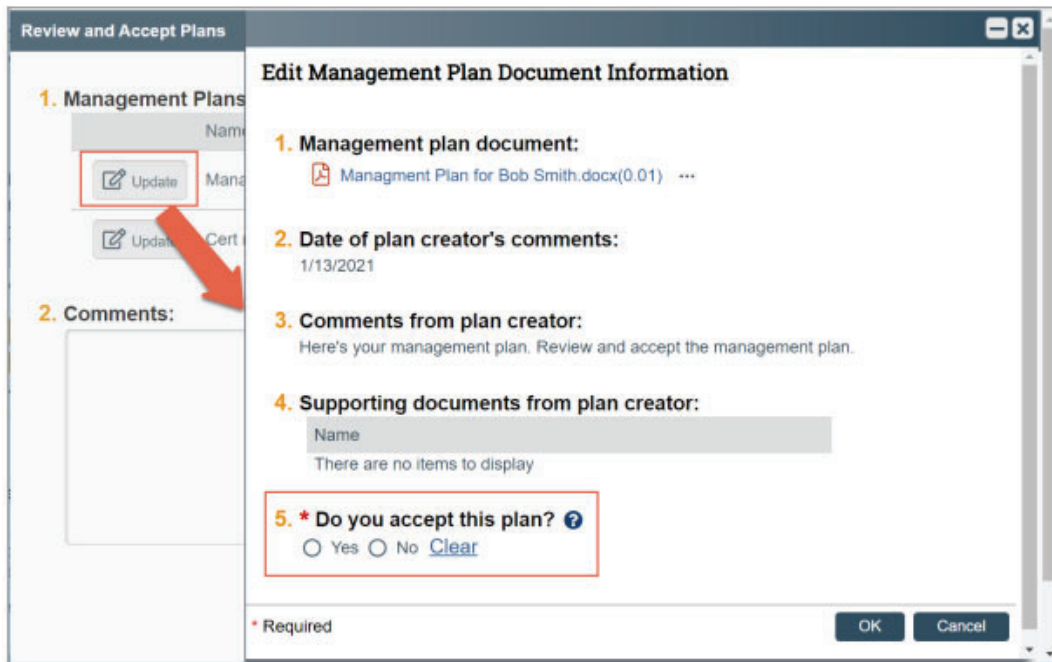 Review and Accept Plans
1. Management Plans
Name
Update Mana
Update Cert
2. Comments:
Edit Management Plan Document Information
1. Management plan document:
Managment Plan for Bob Smith.docx(0.01) ...
2. Date of plan creator's comments:
1/13/2021
3. Comments from plan creator:
Here's your management plan. Review and accept the management plan.
4. Supporting documents from plan creator:
Name
There are no items to display
5. * Do you accept this plan? ?
Yes No Clear
* Required
OK Cancel